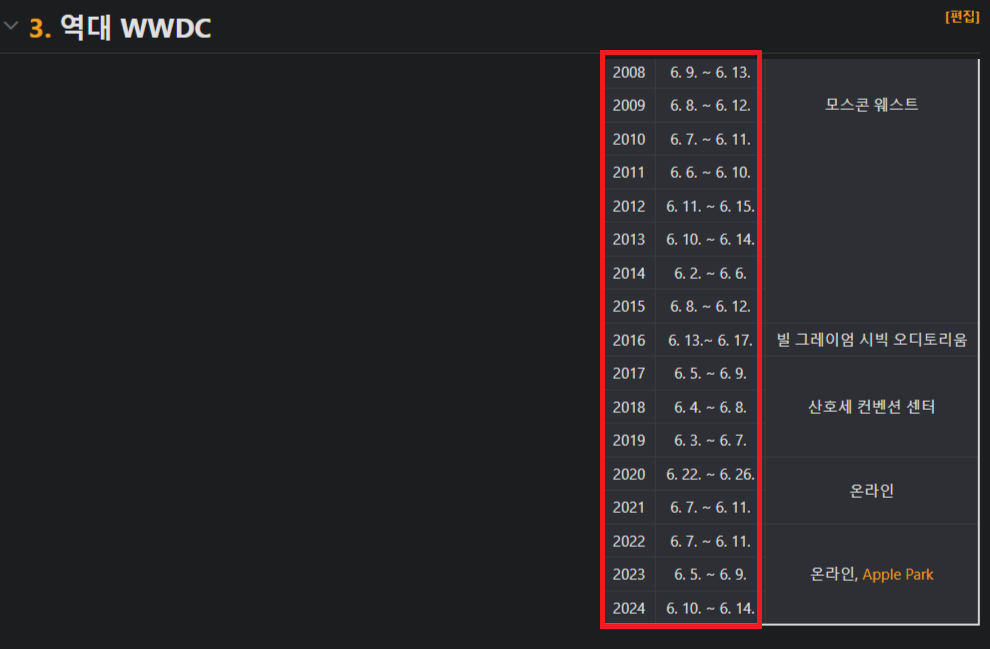 3. 역대 WWDC
[편집]
2008 6. 9. ~ 6. 13.
2009 6. 8. ~ 6. 12. 모스콘 웨스트
2010 6. 7. ~ 6. 11.
2011 6. 6. ~ 6. 10.
2012 6. 11. ~ 6. 15.
2013 6. 10. ~ 6. 14.
2014 6. 2. ~ 6. 6.
2015 6. 8. ~ 6. 12.
2016 6. 13.~ 6. 17. 빌 그레이엄 시빅 오디토리움
2017 6. 5. ~ 6. 9.
2018 6. 4. ~ 6. 8. 산호세 컨벤션 센터
2019 6. 3. ~ 6. 7.
2020 6. 22. ~ 6. 26.
온라인
2021 6. 7. ~ 6. 11.
2022 6. 7. ~ 6. 11.
2023 6. 5. ~ 6. 9. 온라인, Apple Park
2024 6. 10. ~ 6. 14.